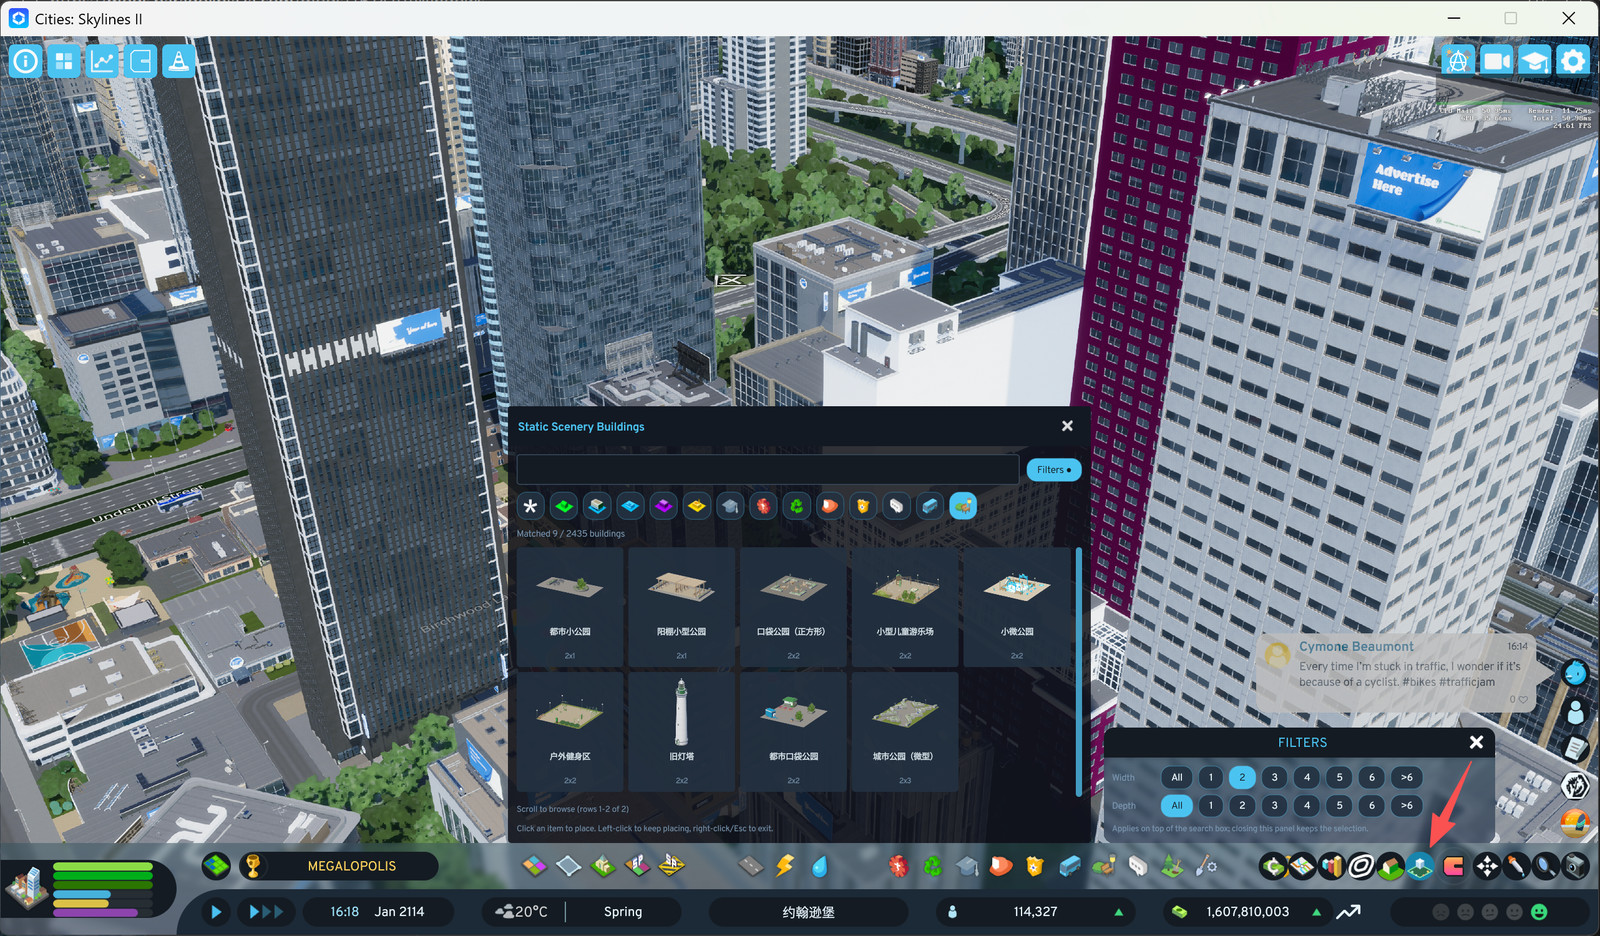 Cities: Skylines II
Advertise
Here
24.61 FPS
Your ad here
Underhill street
Birchwood
Static Scenery Buildings
Filters •
Matched 9 / 2435 buildings
都市小公园
2x1
阳棚小型公园
2x1
口袋公园（正方形）
2x2
小型儿童游乐场
2x2
小微公园
2x2
户外健身区
2x2
旧灯塔
2x2
都市口袋公园
2x2
城市公园（微型）
2x3
Scroll to browse (rows 1-2 of 2)
Click an item to place. Left-click to keep placing, right-click/Esc to exit.
Cymone Beaumont
16:14
Every time I'm stuck in traffic, I wonder if it's
because of a cyclist. #bikes #trafficjam
0
FILTERS
Width All 1 2 3 4 5 6 >6
Depth All 1 2 3 4 5 6 >6
Applies on top of the search box; closing this panel keeps the selection.
MEGALOPOLIS
16:18 Jan 2114
20°C
Spring
约翰逊堡
114,327
1,607,810,003